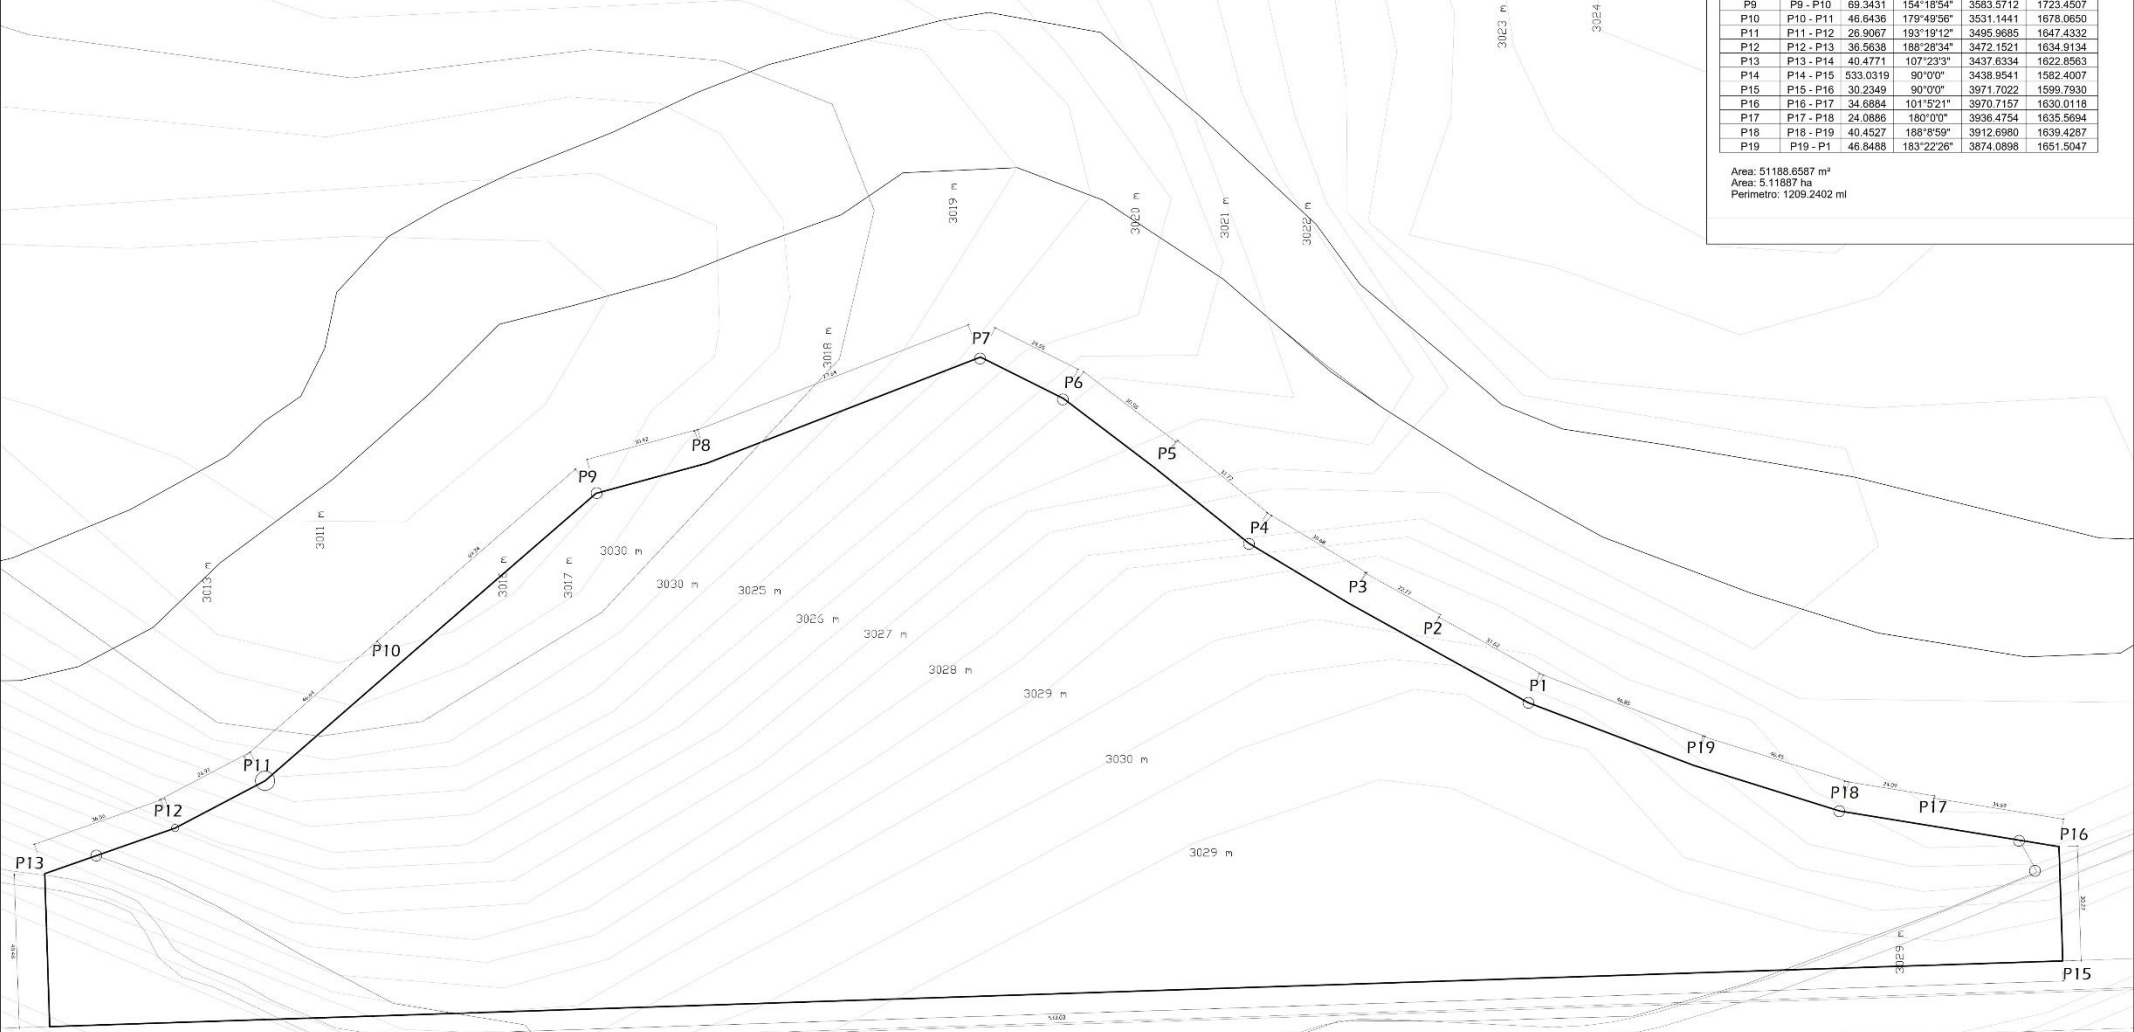 P9 P9 - P10 69.3431 154°18'54" 3583.5712 1723.4507
P10 P10 - P11 46.6436 179°49'56" 3531.1441 1678.0650
P11 P11 - P12 26.9067 193°19'12" 3495.9685 1647.4332
P12 P12 - P13 36.5638 188°28'34" 3472.1521 1634.9134
P13 P13 - P14 40.4771 107°23'3" 3437.6334 1622.8563
P14 P14 - P15 533.0319 90°0'0" 3438.9541 1582.4007
P15 P15 - P16 30.2349 90°0'0" 3971.7022 1599.7930
P16 P16 - P17 34.6884 101°5'21" 3970.7157 1630.0118
P17 P17 - P18 24.0886 180°0'0" 3936.4754 1635.5694
P18 P18 - P19 40.4527 188°8'59" 3912.6980 1639.4287
P19 P19 - P1 46.8488 183°22'26" 3874.0898 1651.5047
Area: 51188.6587 m²
Area: 5.11887 ha
Perimetro: 1209.2402 ml
3023 m
3024
3019 m
3020 m
3021 m
3022 m
3018 m
P7
P6
P8
P5
P9
P4
3011 m
3013 m
3017 m
3030 m
3030 m
3025 m
3026 m
3027 m
3028 m
3029 m
P3
P2
P10
P1
P19
3030 m
P11
P12
P18
P17
P16
P13
3029 m
3029 m
P15